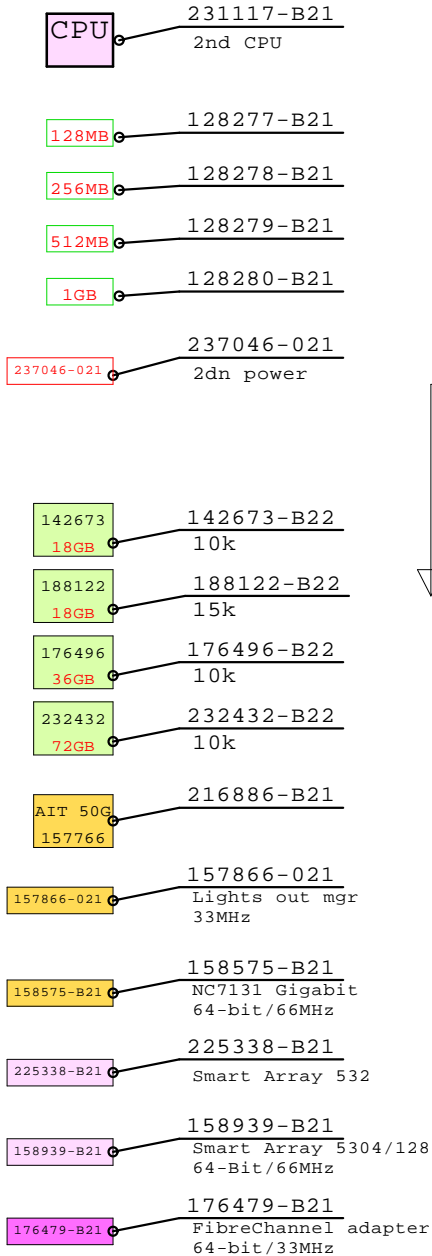 CPU
231117-B21
2nd CPU
128MB
128277-B21
256MB
128278-B21
512MB
128279-B21
1GB
128280-B21
237046-021
237046-021
2dn power
142673
18GB
142673-B22
10k
188122
18GB
188122-B22
15k
176496
36GB
176496-B22
10k
232432
72GB
232432-B22
10k
AIT 50G
157766
216886-B21
157866-021
157866-021
Lights out mgr
33MHz
158575-B21
158575-B21
NC7131 Gigabit
64-bit/66MHz
225338-B21
225338-B21
Smart Array 532
158939-B21
158939-B21
Smart Array 5304/128
64-Bit/66MHz
176479-B21
176479-B21
FibreChannel adapter
64-bit/33MHz